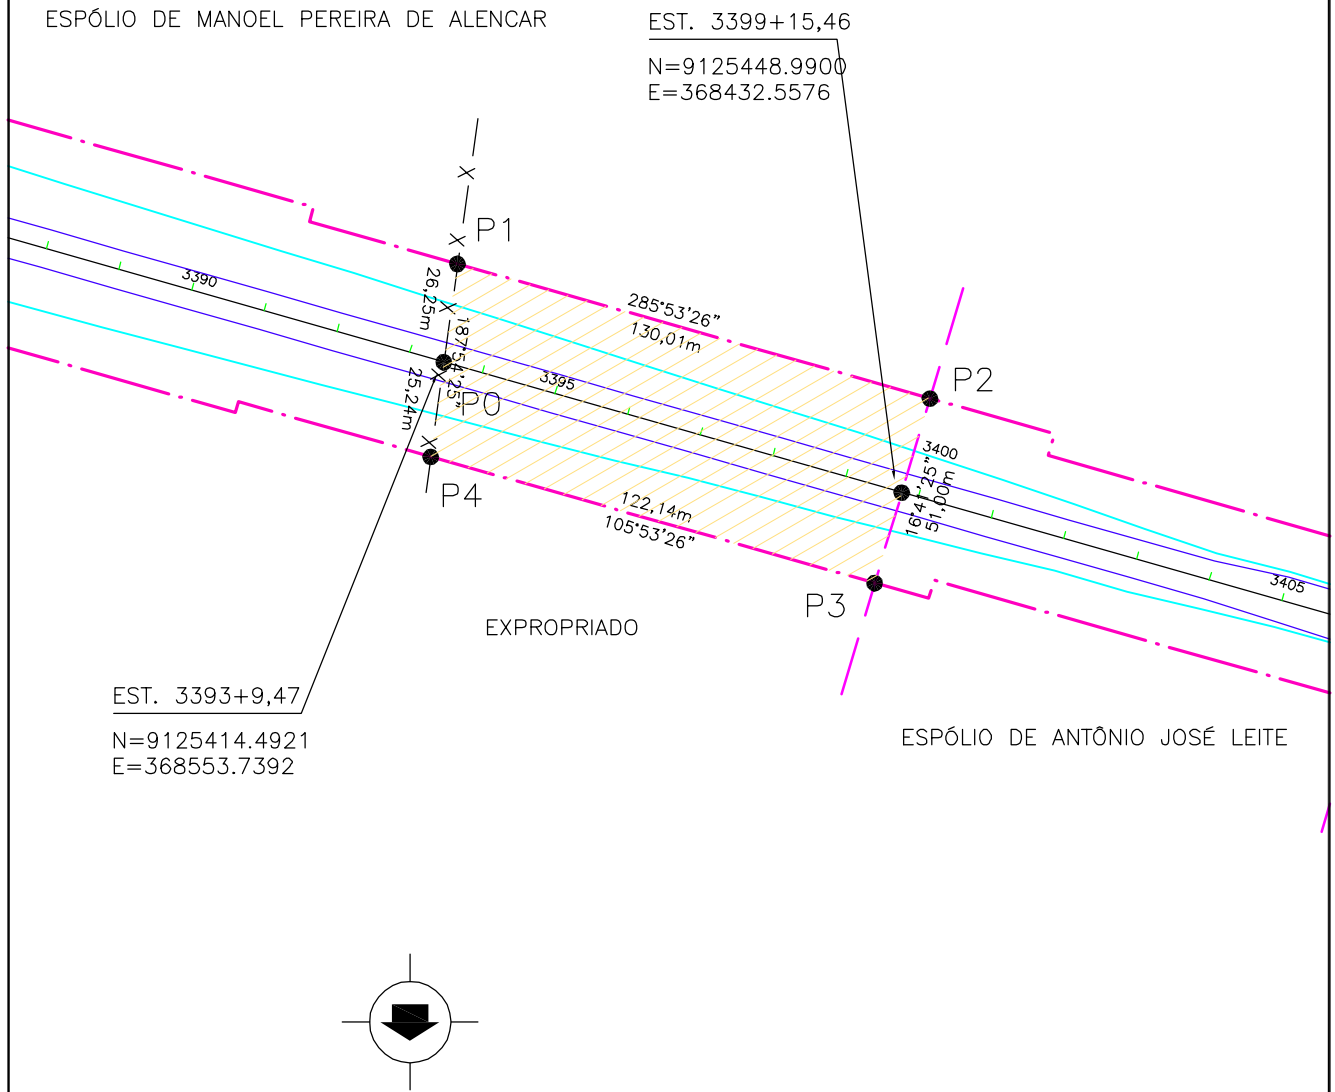 ESPÓLIO DE MANOEL PEREIRA DE ALENCAR
EST. 3399+15,46
N=9125448.9900
E=368432.5576
X
X
P1
3390
26,25m
X
187°54'25"
285°53'26"
130,01m
3395
P2
X
P0
25,24m
X
P4
3400
16°41'25"
51,00m
122,14m
105°53'26"
3405
P3
EXPROPRIADO
EST. 3393+9,47
N=9125414.4921
E=368553.7392
ESPÓLIO DE ANTÔNIO JOSÉ LEITE